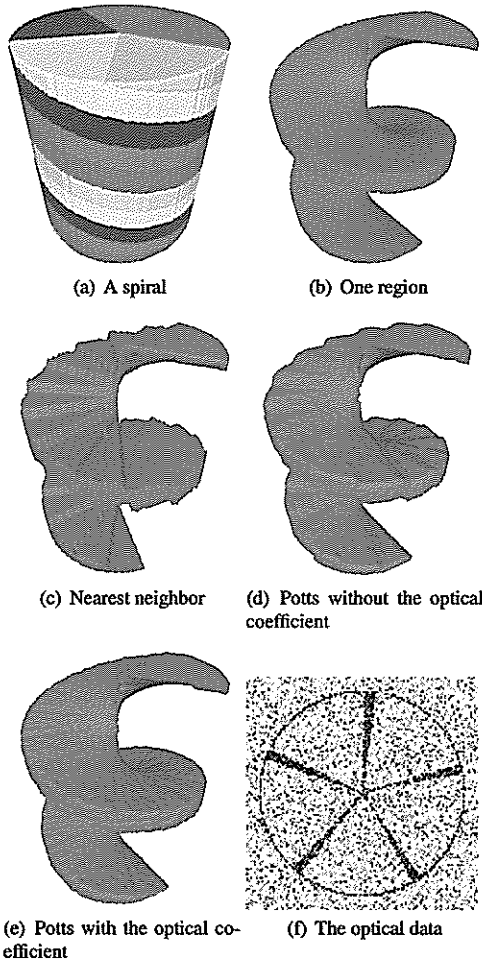 (a) A spiral
(b) One region
(c) Nearest neighbor
(d) Potts without the optical
coefficient
(e) Potts with the optical co-
efficient
(f) The optical data